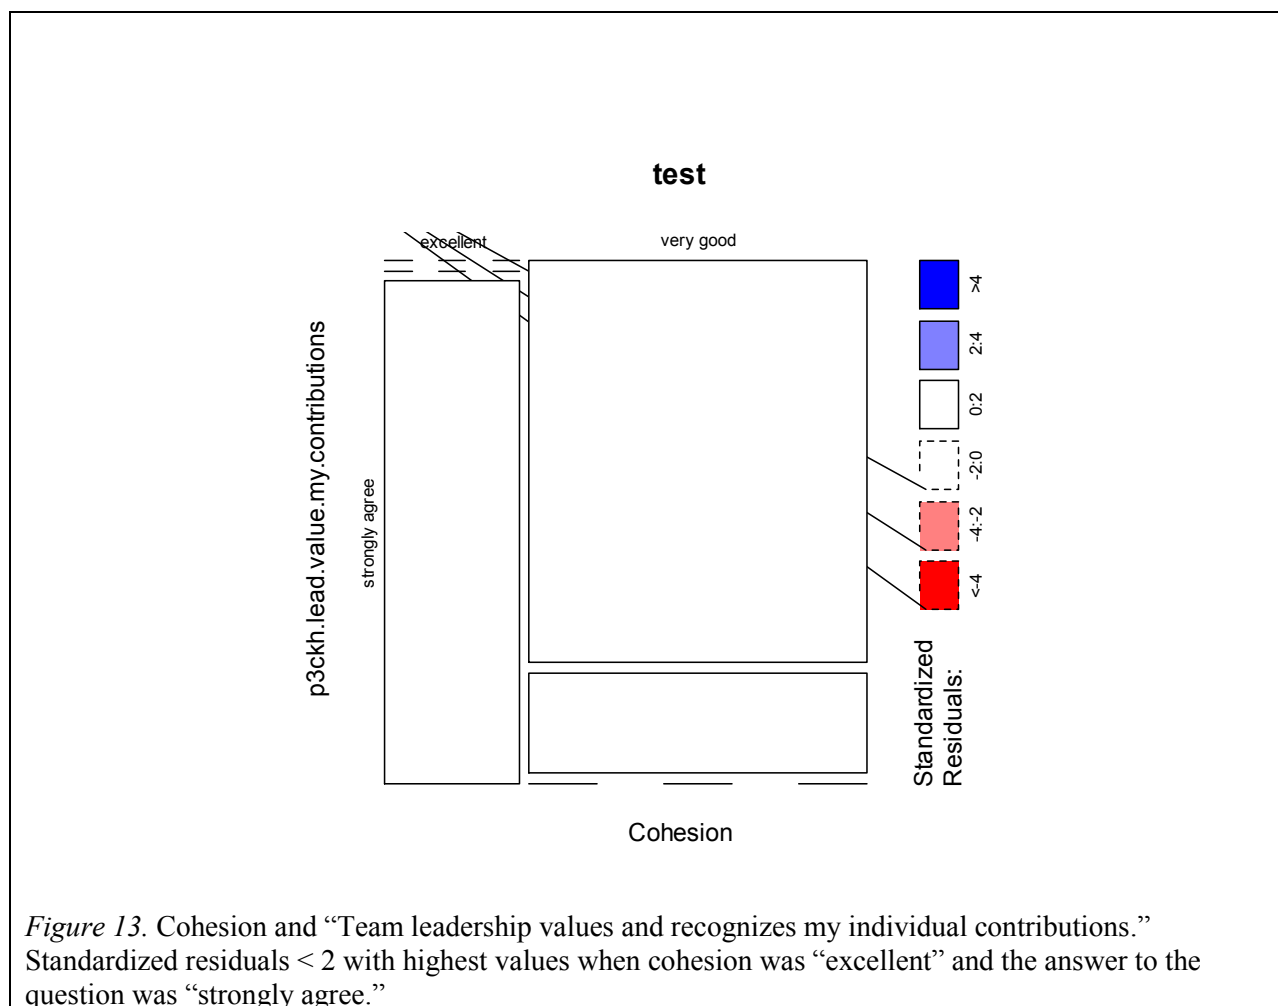 test
excellent
very good
p3ckh.lead.value.my.contributions
strongly agree
>4
2:4
0:2
-2:0
-4:-2
<-4
Standardized
Residuals:
Cohesion
Figure 13. Cohesion and “Team leadership values and recognizes my individual contributions.”
Standardized residuals < 2 with highest values when cohesion was “excellent” and the answer to the
question was “strongly agree.”